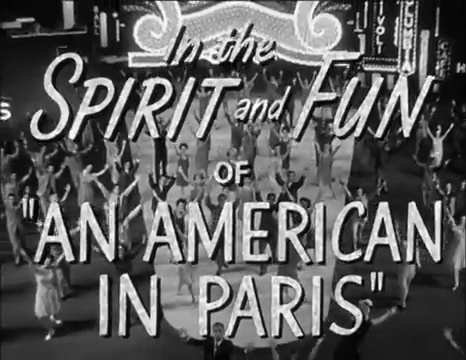 In the
SPIRIT and FUN
OF
"AN AMERICAN
IN PARIS"